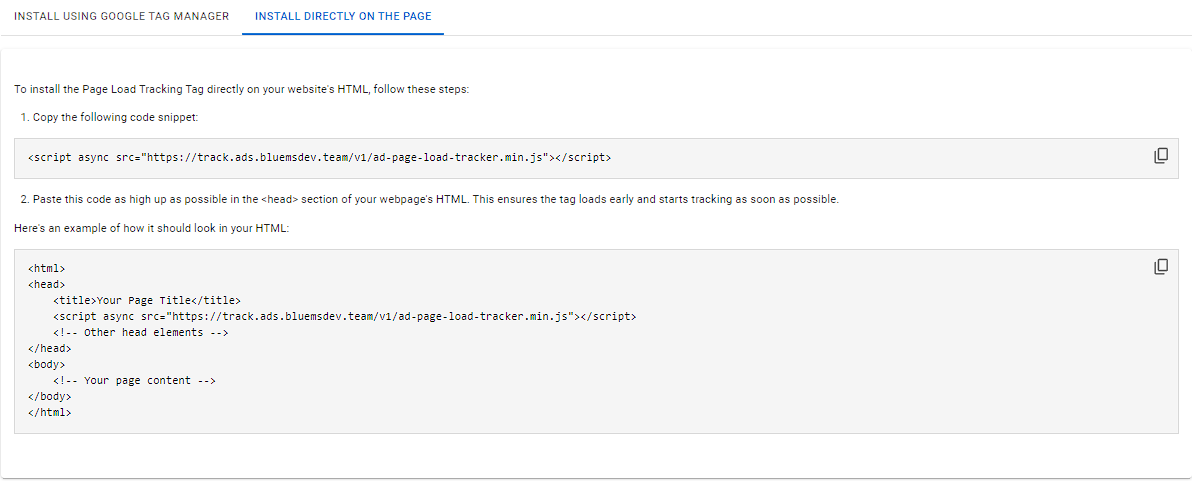 INSTALL USING GOOGLE TAG MANAGER
INSTALL DIRECTLY ON THE PAGE
To install the Page Load Tracking Tag directly on your website's HTML, follow these steps:
1. Copy the following code snippet:
<script async src="https://track.ads.bluemsdev.team/v1/ad-page-load-tracker.min.js"></script>
2. Paste this code as high up as possible in the <head> section of your webpage's HTML. This ensures the tag loads early and starts tracking as soon as possible.
Here's an example of how it should look in your HTML:
<html>
<head>
    <title>Your Page Title</title>
    <script async src="https://track.ads.bluemsdev.team/v1/ad-page-load-tracker.min.js"></script>
    <!-- Other head elements -->
</head>
<body>
    <!-- Your page content -->
</body>
</html>